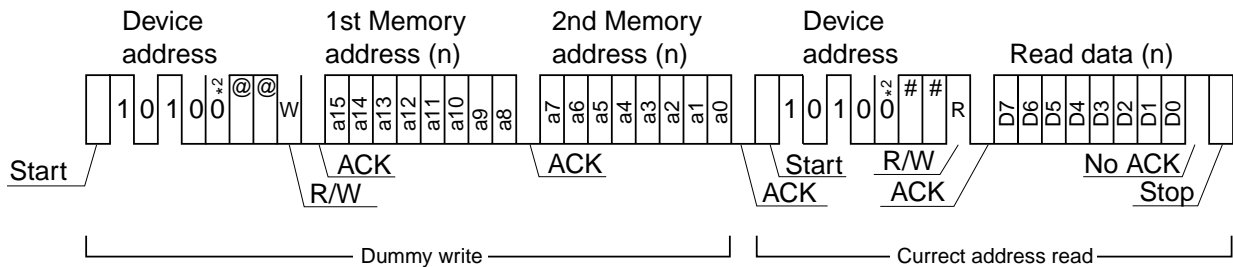 Device address
1st Memory address (n)
2nd Memory address (n)
Device address
Read data (n)
1 0 1 0 0 *2 @ @ W
a15 a14 a13 a12 a11 a10 a9 a8
a7 a6 a5 a4 a3 a2 a1 a0
1 0 1 0 0 *2 # # R
D7 D6 D5 D4 D3 D2 D1 D0
Start
R/W
ACK
ACK
ACK
Start
R/W
ACK
No ACK
Stop
Dummy write
Currect address read